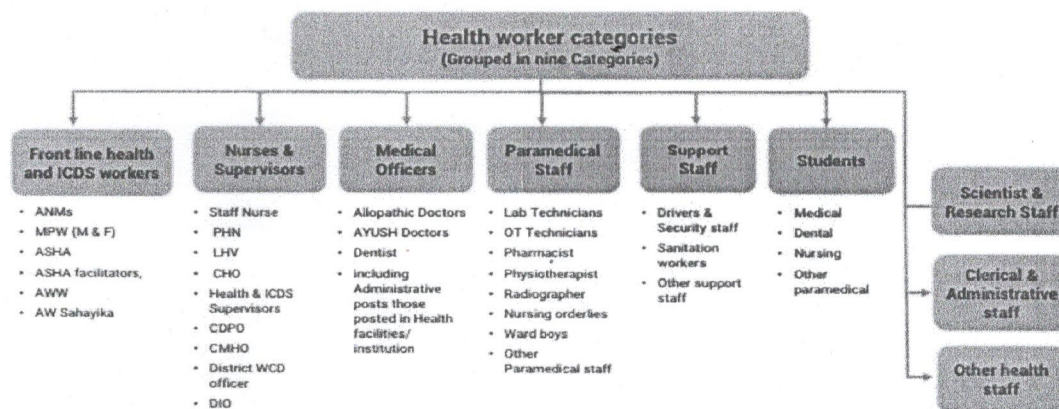 Health worker categories
(Grouped in nine Categories)
Front line health
and ICDS workers
• ANMs
• MPW (M & F)
• ASHA
• ASHA facilitators,
• AWW
• AW Sahayika
Nurses &
Supervisors
• Staff Nurse
• PHN
• LHV
• CHO
• Health & ICDS
Supervisors
• CDPO
• CMHO
• District WCD
officer
• DIO
Medical
Officers
• Allopathic Doctors
• AYUSH Doctors
• Dentist
• including
Administrative
posts those
posted in Health
facilities/
institution
Paramedical
Staff
• Lab Technicians
• OT Technicians
• Pharmacist
• Physiotherapist
• Radiographer
• Nursing orderlies
• Ward boys
• Other
Paramedical staff
Support
Staff
• Drivers &
Security staff
• Sanitation
workers
• Other support
staff
Students
• Medical
• Dental
• Nursing
• Other
paramedical
Scientist &
Research Staff
Clerical &
Administrative
staff
Other health
staff